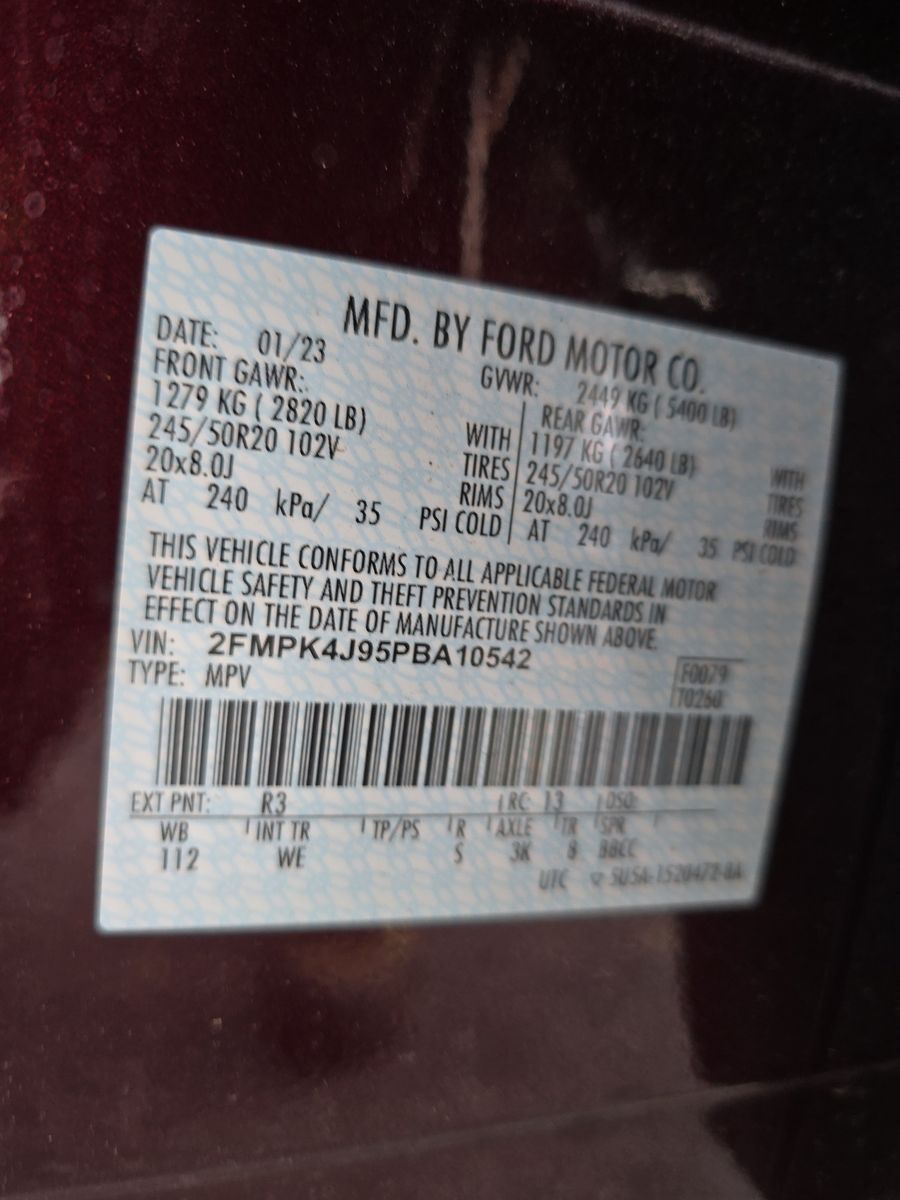 MFD. BY FORD MOTOR CO.
DATE: 01/23 GVWR: 2449 KG ( 5400 LB)
FRONT GAWR: REAR GAWR:
1279 KG ( 2820 LB) WITH 1197 KG ( 2640 LB) WITH
245/50R20 102V TIRES 245/50R20 102V TIRES
20x8.0J RIMS 20x8.0J RIMS
AT 240 kPa/ 35 PSI COLD AT 240 kPa/ 35 PSI COLD
THIS VEHICLE CONFORMS TO ALL APPLICABLE FEDERAL MOTOR
VEHICLE SAFETY AND THEFT PREVENTION STANDARDS IN
EFFECT ON THE DATE OF MANUFACTURE SHOWN ABOVE.
VIN: 2FMPK4J95PBA10542
TYPE: MPV
F0079
T0260
EXT PNT: R3 RC: 13 DSO:
WB INT TR TP/PS R AXLE TR SPR
112 WE S 3K 8 BBCC
UTC